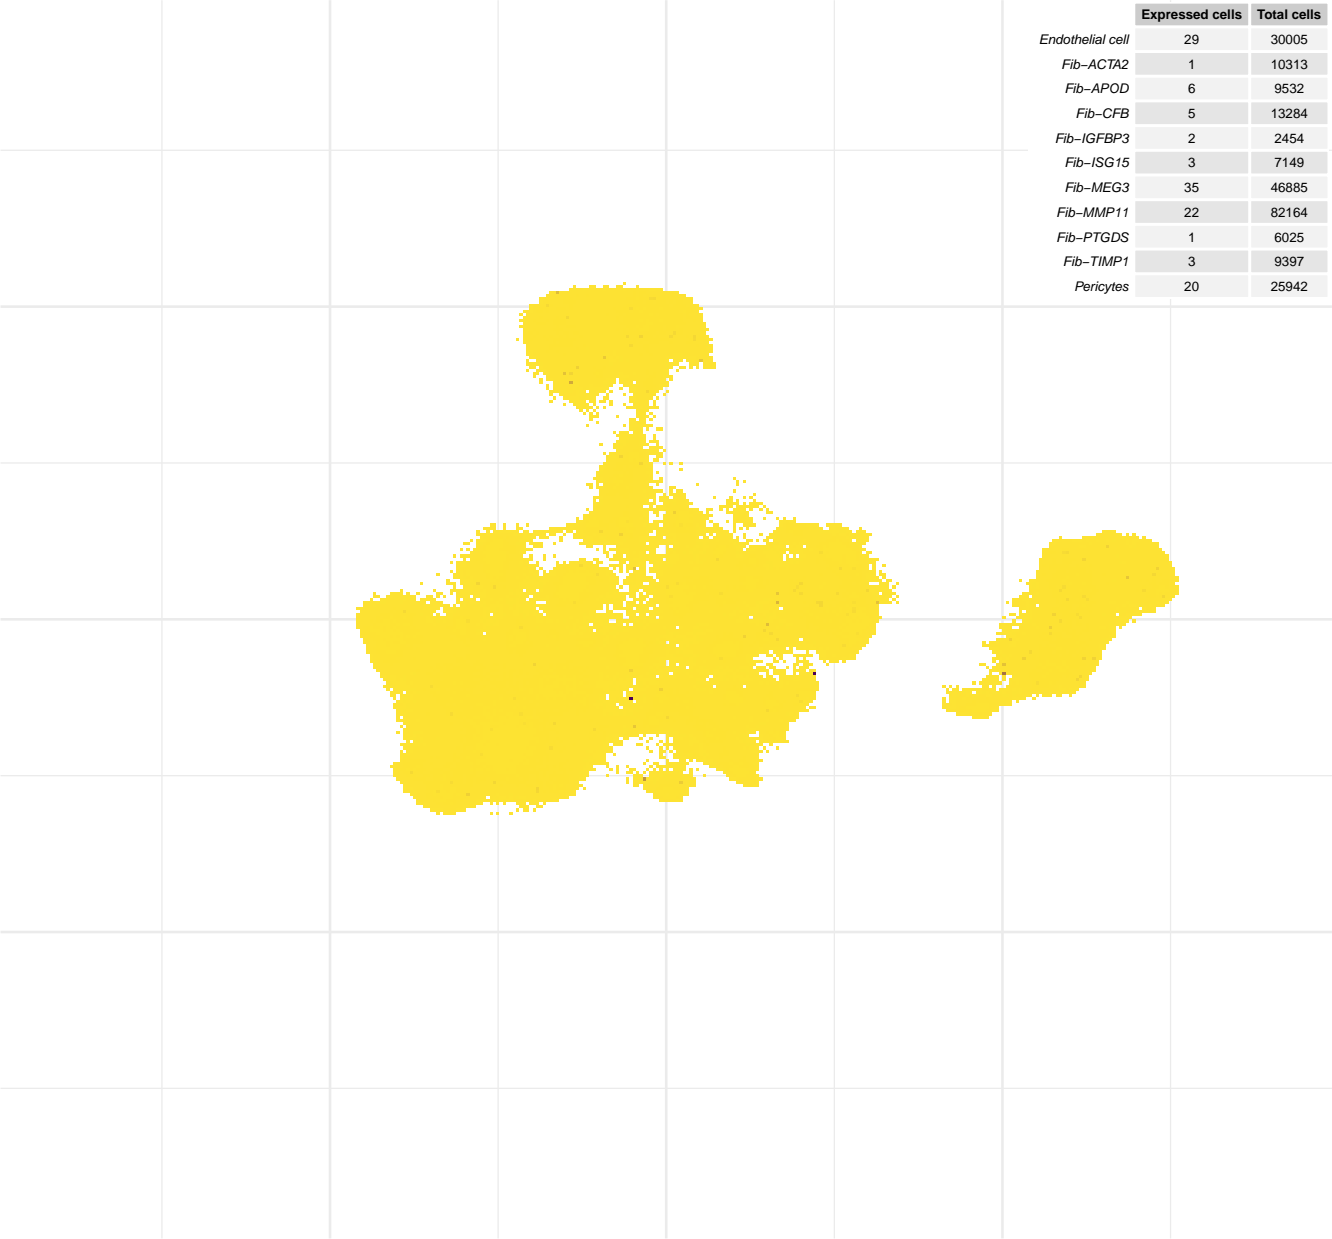 Expressed cells Total cells
Endothelial cell 29 30005
Fib−ACTA2 1 10313
Fib−APOD 6 9532
Fib−CFB 5 13284
Fib−IGFBP3 2 2454
Fib−ISG15 3 7149
Fib−MEG3 35 46885
Fib−MMP11 22 82164
Fib−PTGDS 1 6025
Fib−TIMP1 3 9397
Pericytes 20 25942